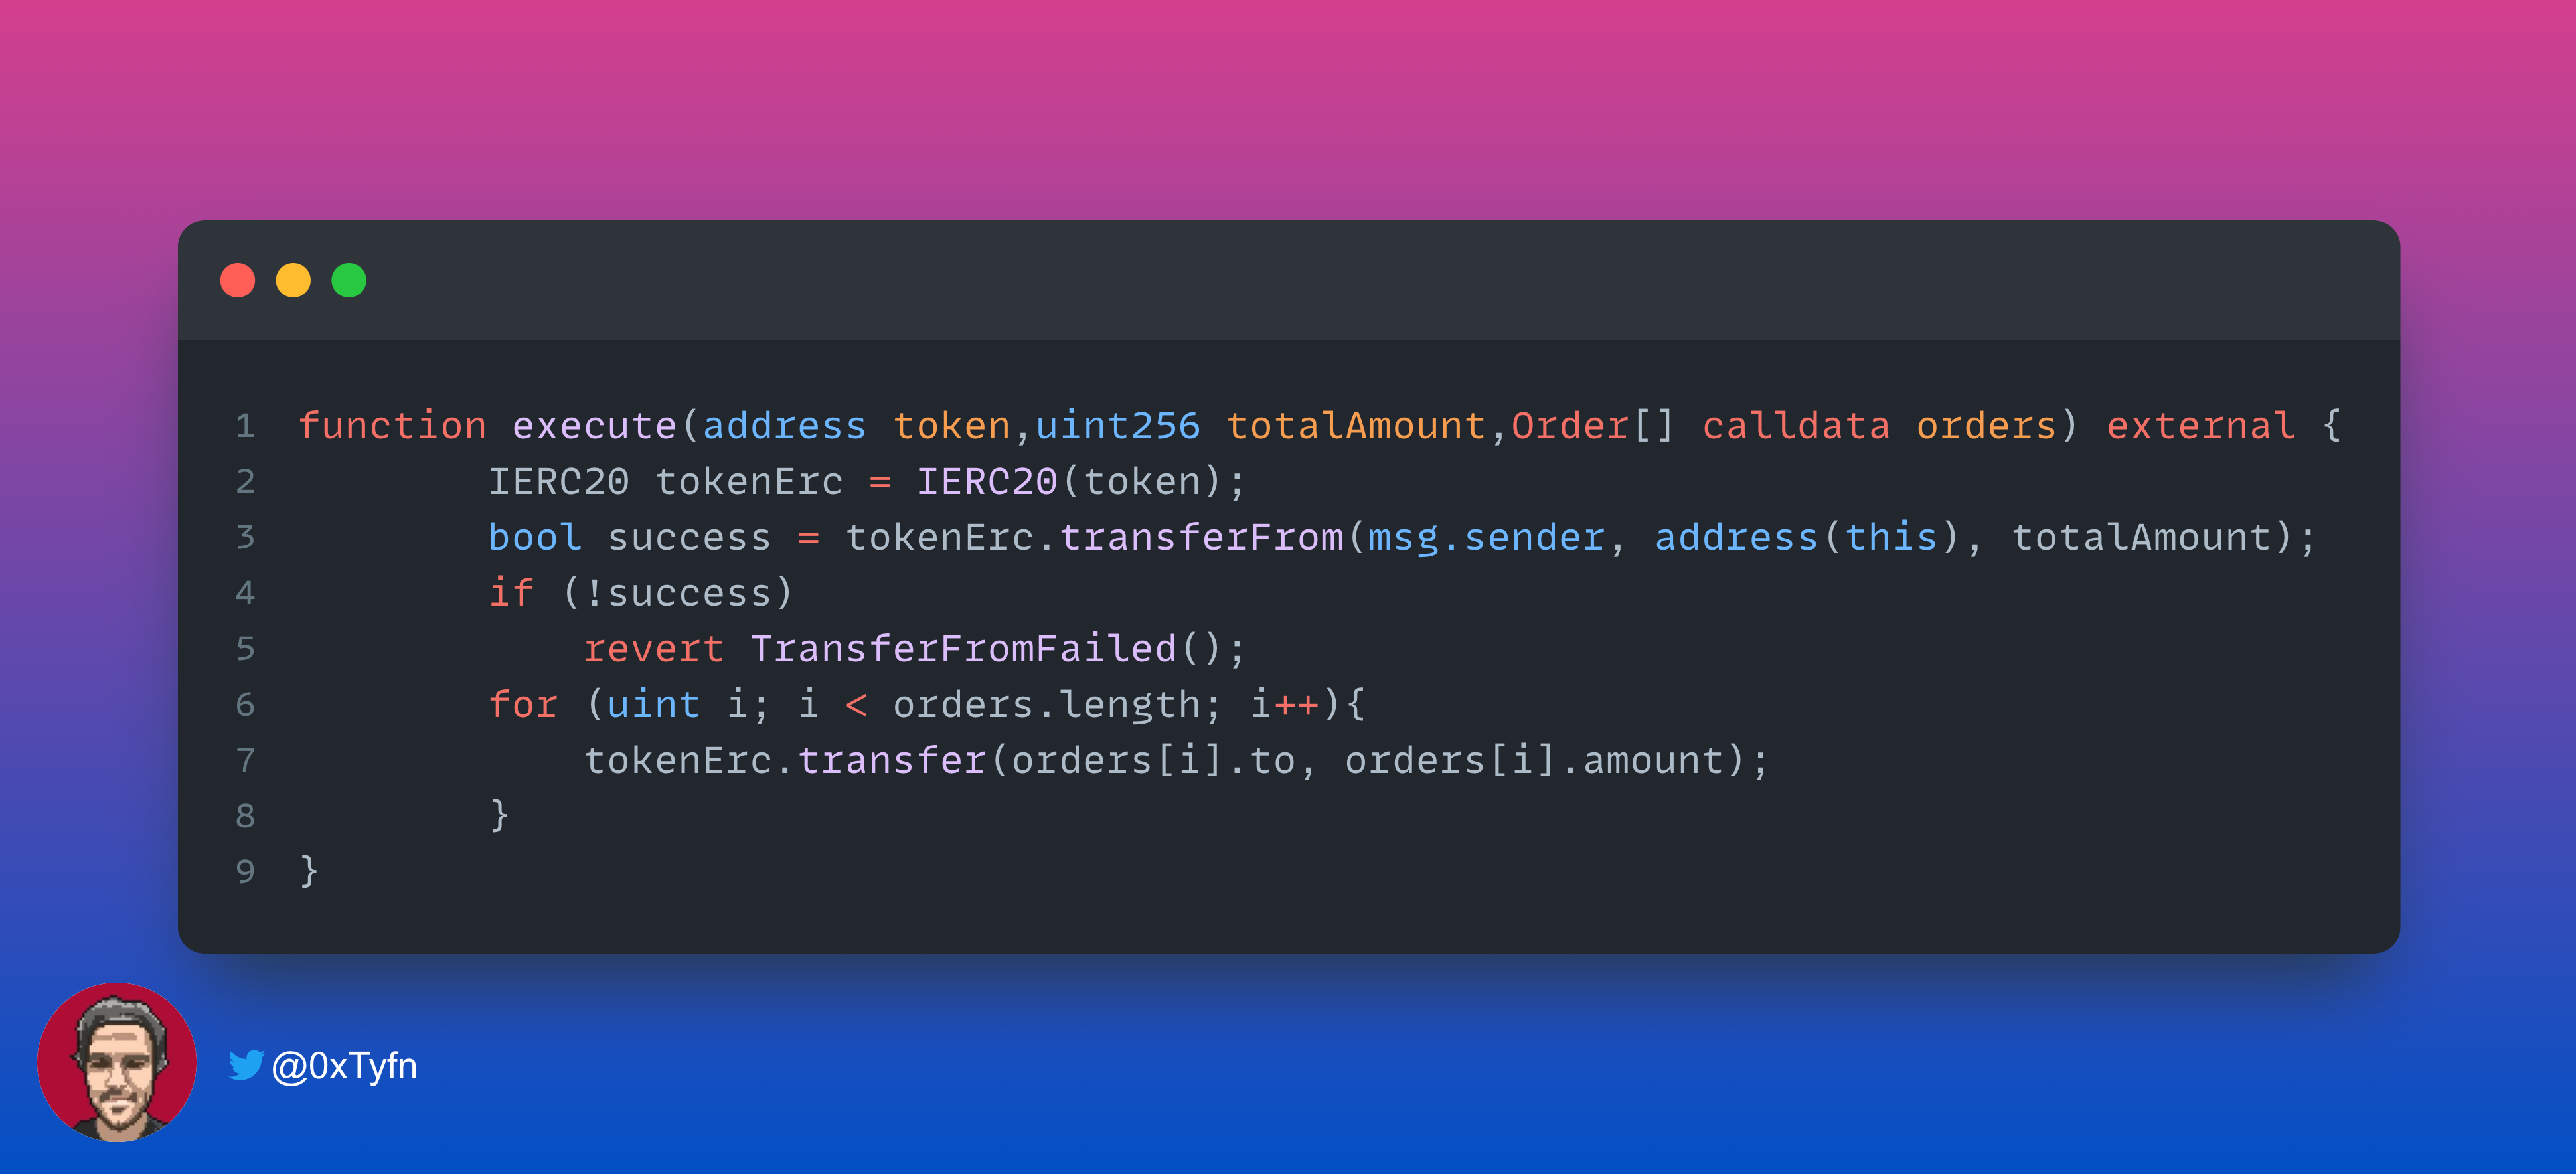 1 function execute(address token,uint256 totalAmount,Order[] calldata orders) external {
2         IERC20 tokenErc = IERC20(token);
3         bool success = tokenErc.transferFrom(msg.sender, address(this), totalAmount);
4         if (!success)
5             revert TransferFromFailed();
6         for (uint i; i < orders.length; i++){
7             tokenErc.transfer(orders[i].to, orders[i].amount);
8         }
9 }
@0xTyfn